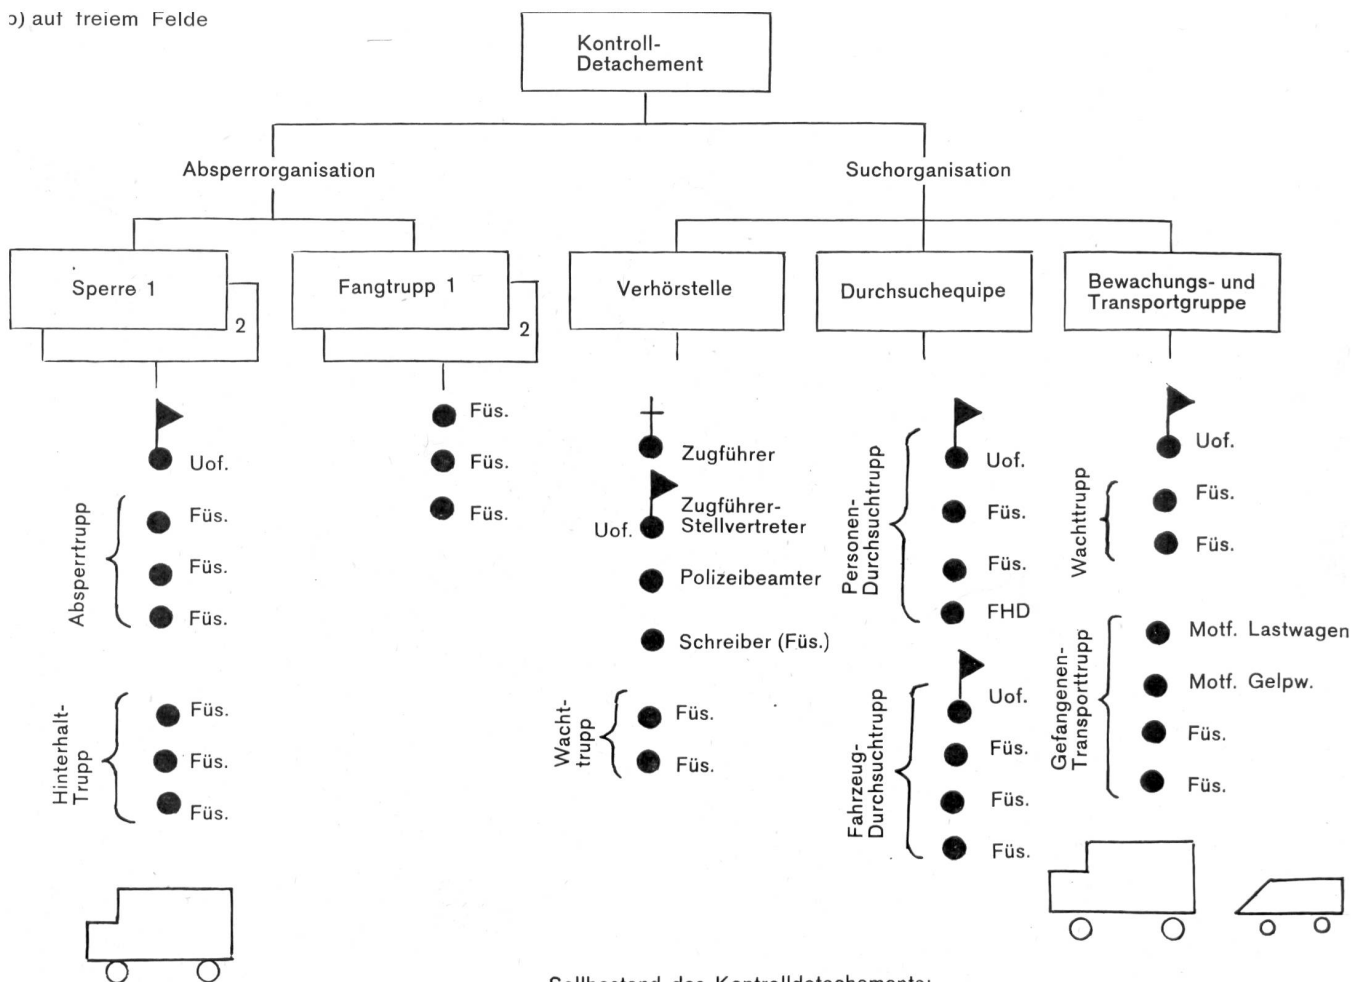 b) auf freiem Felde
Kontroll-
Detachement
Absperrorganisation
Suchorganisation
Sperre 1
2
Fangtrupp 1
2
Verhörstelle
Durchsuchequipe
Bewachungs- und
Transportgruppe
Uof.
Absperrtrupp
Füs.
Füs.
Füs.
Hinterhalt-
Trupp
Füs.
Füs.
Füs.
Füs.
Füs.
Füs.
Zugführer
Uof.
Zugführer-
Stellvertreter
Polizeibeamter
Schreiber (Füs.)
Wacht-
trupp
Füs.
Füs.
Personen-
Durchsuchtrupp
Uof.
Füs.
Füs.
FHD
Fahrzeug-
Durchsuchtrupp
Uof.
Füs.
Füs.
Füs.
Uof.
Wachttrupp
Füs.
Füs.
Gefangenen-
Transporttrupp
Motf. Lastwagen
Motf. Gelpw.
Füs.
Füs.
Sollbestand des Kontrolldetachements: